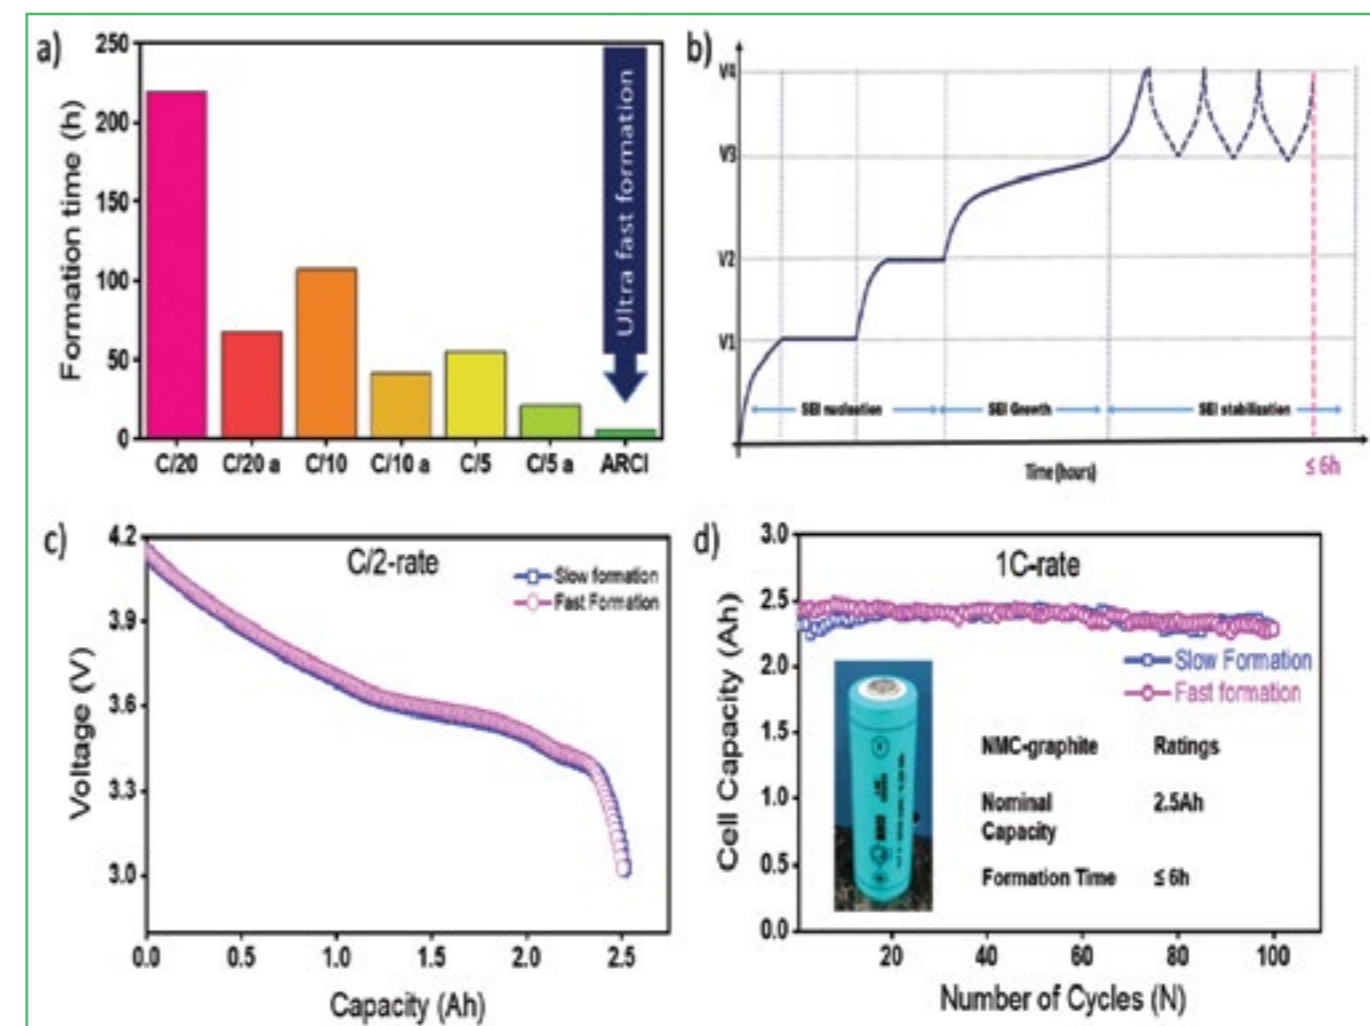 a)
Formation time (h)
250
200
150
100
50
0
C/20 C/20 a C/10 C/10 a C/5 C/5 a ARCI
Ultra fast formation
b)
V4
V3
V2
V1
SEI nucleation SEI Growth SEI stabilization
Time (hours)
≤ 6h
c)
C/2-rate
Slow formation
Fast Formation
Voltage (V)
4.2
3.9
3.6
3.3
3.0
0.0 0.5 1.0 1.5 2.0 2.5
Capacity (Ah)
d)
1C-rate
Cell Capacity (Ah)
3.0
2.5
2.0
1.5
1.0
0.5
0.0
Slow Formation
Fast formation
NMC-graphite Ratings
Nominal 2.5Ah
Capacity
Formation Time ≤ 6h
20 40 60 80 100
Number of Cycles (N)